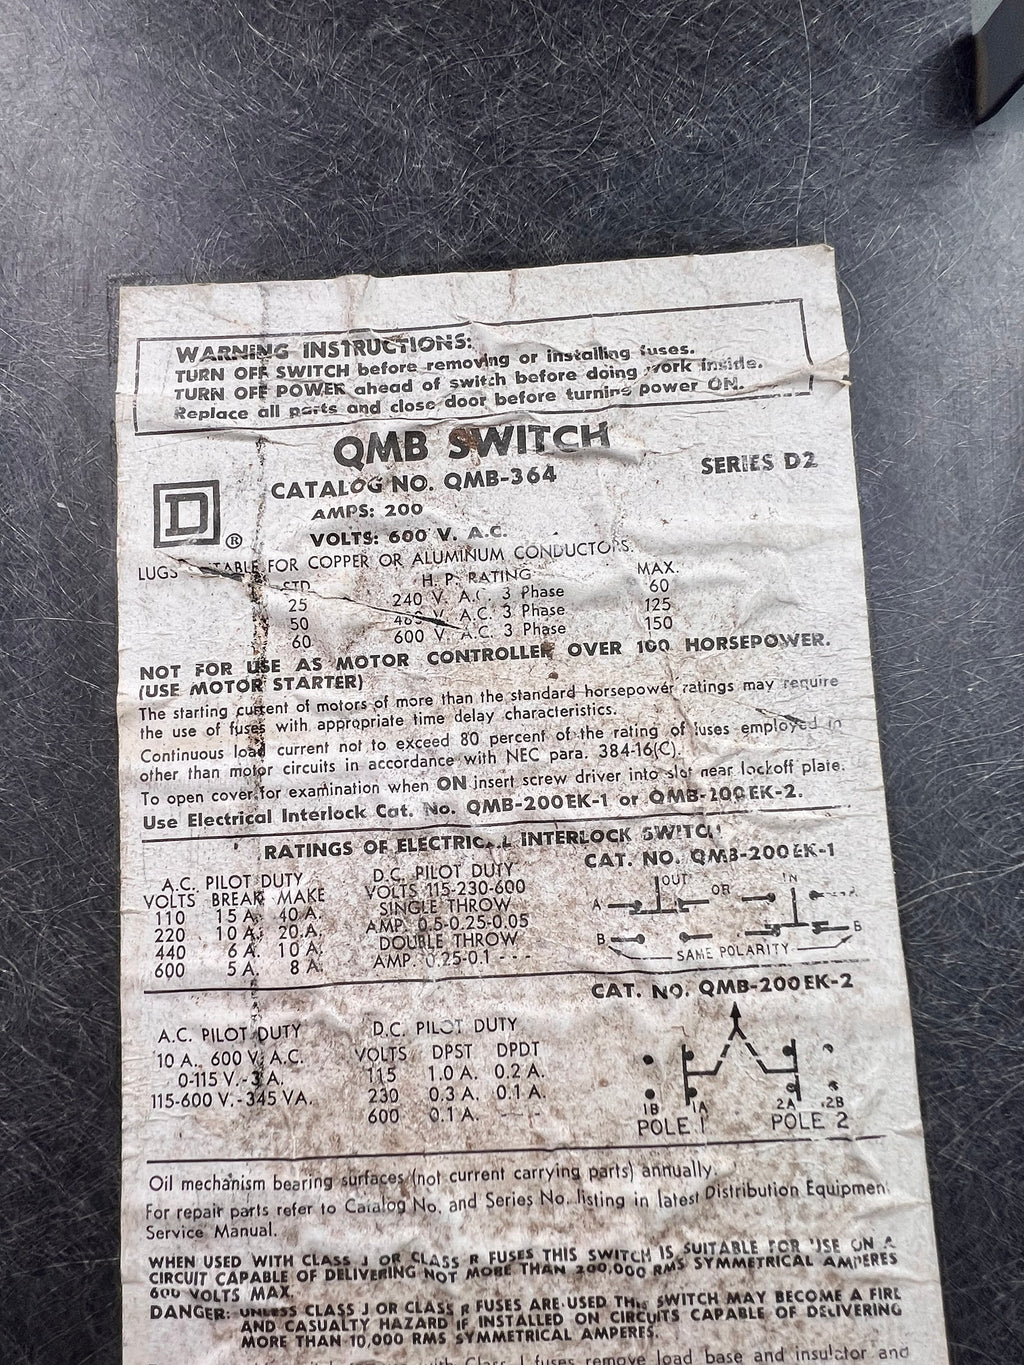 WARNING INSTRUCTIONS:
TURN OFF SWITCH before removing or installing fuses.
TURN OFF POWER ahead of switch before doing work inside.
Replace all parts and close door before turning power ON.
QMB SWITCH
CATALOG NO. QMB-364 SERIES D2
D ®
AMPS: 200
VOLTS: 600 V. A.C.
LUGS FOR COPPER OR ALUMINUM CONDUCTORS.
STD. H. P. RATING MAX.
25 240 V. A.C. 3 Phase 60
50 480 V. A.C. 3 Phase 125
60 600 V. A.C. 3 Phase 150
NOT FOR USE AS MOTOR CONTROLLER OVER 100 HORSEPOWER.
(USE MOTOR STARTER)
The starting current of motors of more than the standard horsepower ratings may require
the use of fuses with appropriate time delay characteristics.
Continuous load current not to exceed 80 percent of the rating of fuses employed in
other than motor circuits in accordance with NEC para. 384-16(C).
To open cover for examination when ON insert screw driver into slot near lockoff plate.
Use Electrical Interlock Cat. No. QMB-200EK-1 or QMB-200EK-2.
RATINGS OF ELECTRICAL INTERLOCK SWITCH
CAT. NO. QMB-200EK-1
A.C. PILOT DUTY
VOLTS BREAK MAKE
110 15 A. 40 A.
220 10 A. 20 A.
440 6 A. 10 A.
600 5 A. 8 A.
D.C. PILOT DUTY
VOLTS 115-230-600
SINGLE THROW
AMP. 0.5-0.25-0.05
DOUBLE THROW
AMP. 0.25-0.1 - - -
OUT OR IN
A
B B
SAME POLARITY
CAT. NO. QMB-200EK-2
A.C. PILOT DUTY
10 A., 600 V. A.C.
0-115 V.-3 A.
115-600 V.-345 VA.
D.C. PILOT DUTY
VOLTS DPST DPDT
115 1.0 A. 0.2 A.
230 0.3 A. 0.1 A.
600 0.1 A. - - -
1B 1A 2A 2B
POLE 1 POLE 2
Oil mechanism bearing surfaces (not current carrying parts) annually.
For repair parts refer to Catalog No. and Series No. listing in latest Distribution Equipment
Service Manual.
WHEN USED WITH CLASS J OR CLASS R FUSES THIS SWITCH IS SUITABLE FOR USE ON A
CIRCUIT CAPABLE OF DELIVERING NOT MORE THAN 200,000 RMS SYMMETRICAL AMPERES
600 VOLTS MAX.
DANGER: UNLESS CLASS J OR CLASS R FUSES ARE USED THIS SWITCH MAY BECOME A FIRE
AND CASUALTY HAZARD IF INSTALLED ON CIRCUITS CAPABLE OF DELIVERING
MORE THAN 10,000 RMS SYMMETRICAL AMPERES.
with Class J fuses remove load base and insulator and